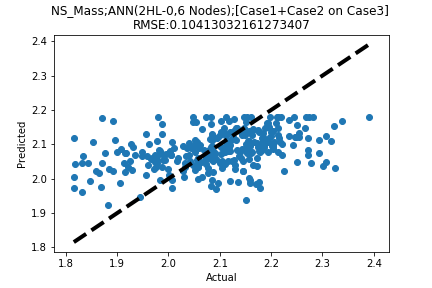 NS_Mass;ANN(2HL-0,6 Nodes);[Case1+Case2 on Case3]
RMSE:0.10413032161273407
2.4
2.3
2.2
2.1
2.0
1.9
1.8
Predicted
1.8 1.9 2.0 2.1 2.2 2.3 2.4
Actual